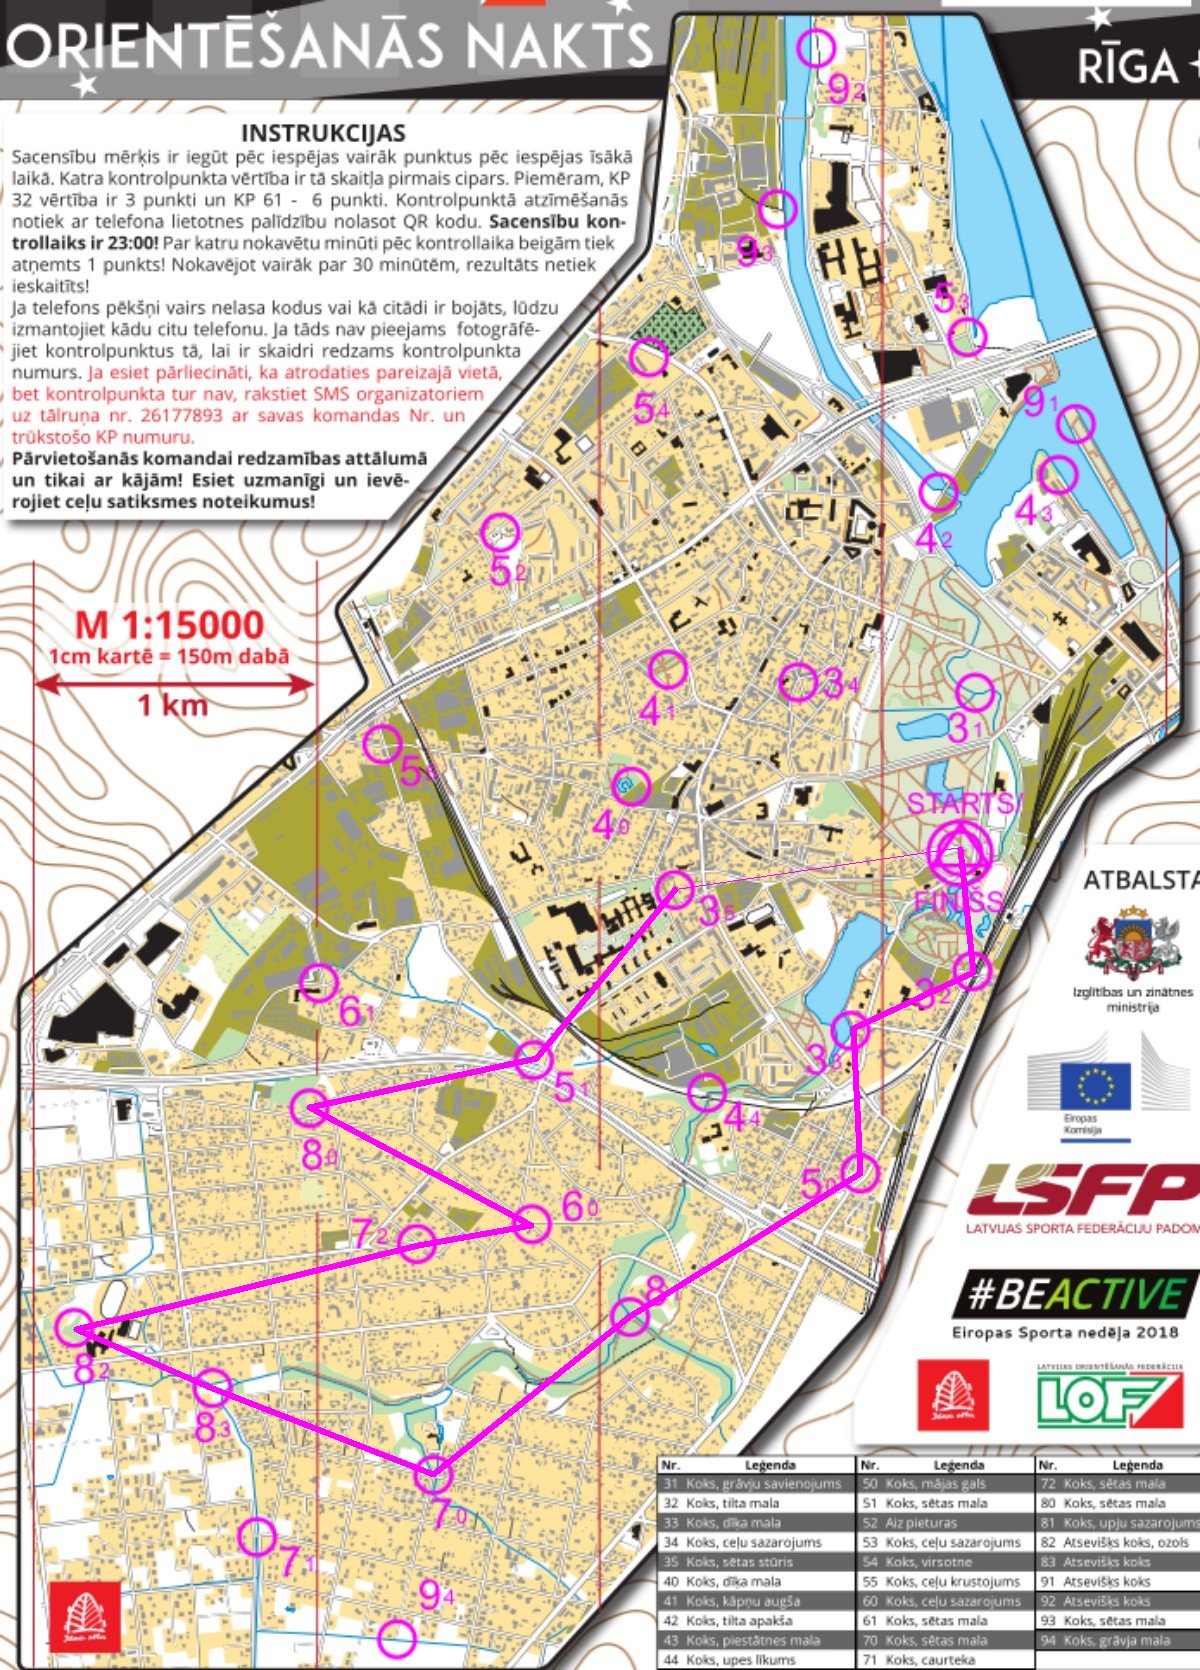 ORIENTĒŠANĀS NAKTS
RĪGA
INSTRUKCIJAS
Sacensību mērķis ir iegūt pēc iespējas vairāk punktus pēc iespējas īsākā
laikā. Katra kontrolpunkta vērtība ir tā skaitļa pirmais cipars. Piemēram, KP
32 vērtība ir 3 punkti un KP 61 - 6 punkti. Kontrolpunktā atzīmēšanās
notiek ar telefona lietotnes palīdzību nolasot QR kodu. Sacensību kon-
trollaiks ir 23:00! Par katru nokavētu minūti pēc kontrollaika beigām tiek
atņemts 1 punkts! Nokavējot vairāk par 30 minūtēm, rezultāts netiek
ieskaitīts!
Ja telefons pēkšņi vairs nelasa kodus vai kā citādi ir bojāts, lūdzu
izmantojiet kādu citu telefonu. Ja tāds nav pieejams fotogrāfē-
jiet kontrolpunktus tā, lai ir skaidri redzams kontrolpunkta
numurs. Ja esiet pārliecināti, ka atrodaties pareizajā vietā,
bet kontrolpunkta tur nav, rakstiet SMS organizatoriem
uz tālruņa nr. 26177893 ar savas komandas Nr. un
trūkstošo KP numuru.
Pārvietošanās komandai redzamības attālumā
un tikai ar kājām! Esiet uzmanīgi un ievē-
rojiet ceļu satiksmes noteikumus!
M 1:15000
1cm kartē = 150m dabā
1 km
92
93
53
54
91
43
42
52
34
41
31
5
40
STARTS
FINIŠS
35
32
61
3
51
44
80
50
60
72
8
82
83
70
71
94
ATBALSTA
Izglītības un zinātnes
ministrija
Eiropas
Komisija
LSFP
LATVIJAS SPORTA FEDERĀCIJU PADOM
#BEACTIVE
Eiropas Sporta nedēļa 2018
LATVIJAS ORIENTĒŠANĀS FEDERĀCIJA
LOF
Nr. Leģenda Nr. Leģenda Nr. Leģenda
31 Koks, grāvju savienojums 50 Koks, mājas gals 72 Koks, sētas mala
32 Koks, tilta mala 51 Koks, sētas mala 80 Koks, sētas mala
33 Koks, dīķa mala 52 Aiz pieturas 81 Koks, upju sazarojums
34 Koks, ceļu sazarojums 53 Koks, ceļu sazarojums 82 Atsevišķs koks, ozols
35 Koks, sētas stūris 54 Koks, virsotne 83 Atsevišķs koks
40 Koks, dīķa mala 55 Koks, ceļu krustojums 91 Atsevišķs koks
41 Koks, kāpņu augša 60 Koks, ceļu sazarojums 92 Atsevišķs koks
42 Koks, tilta apakša 61 Koks, sētas mala 93 Koks, sētas mala
43 Koks, piestātnes mala 70 Koks, sētas mala 94 Koks, grāvja mala
44 Koks, upes līkums 71 Koks, caurteka